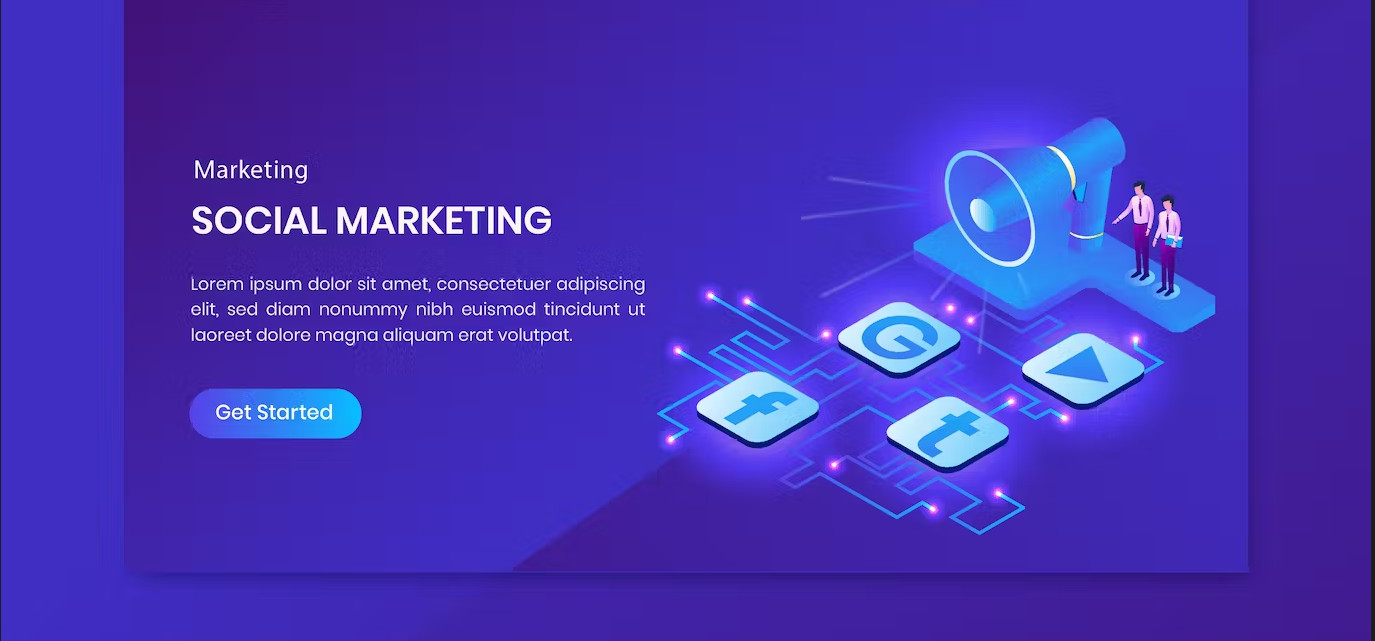 Marketing
SOCIAL MARKETING
Lorem ipsum dolor sit amet, consectetuer adipiscing
elit, sed diam nonummy nibh euismod tincidunt ut
laoreet dolore magna aliquam erat volutpat.
Get Started
G
f
t